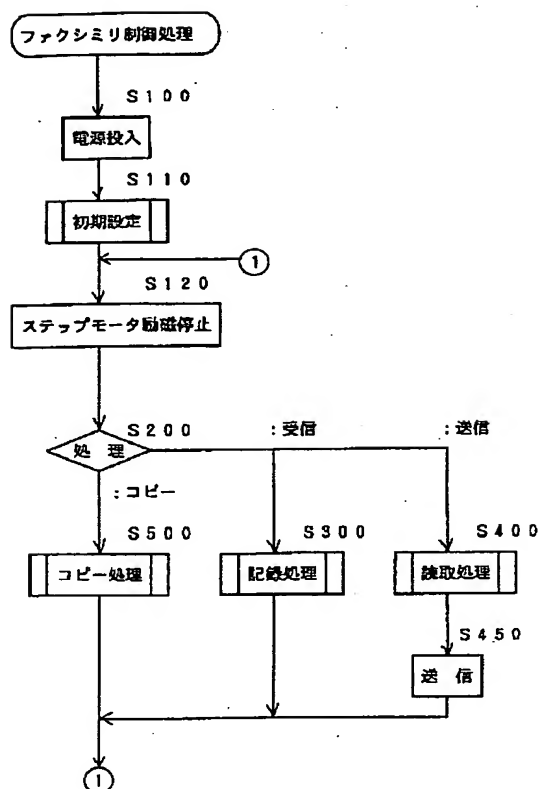 ファクシミリ制御処理
S100
電源投入
S110
初期設定
①
S120
ステップモータ励磁停止
S200
:受信
:送信
処 理
:コピー
S500
S300
S400
コピー処理
記録処理
読取処理
S450
送 信
①